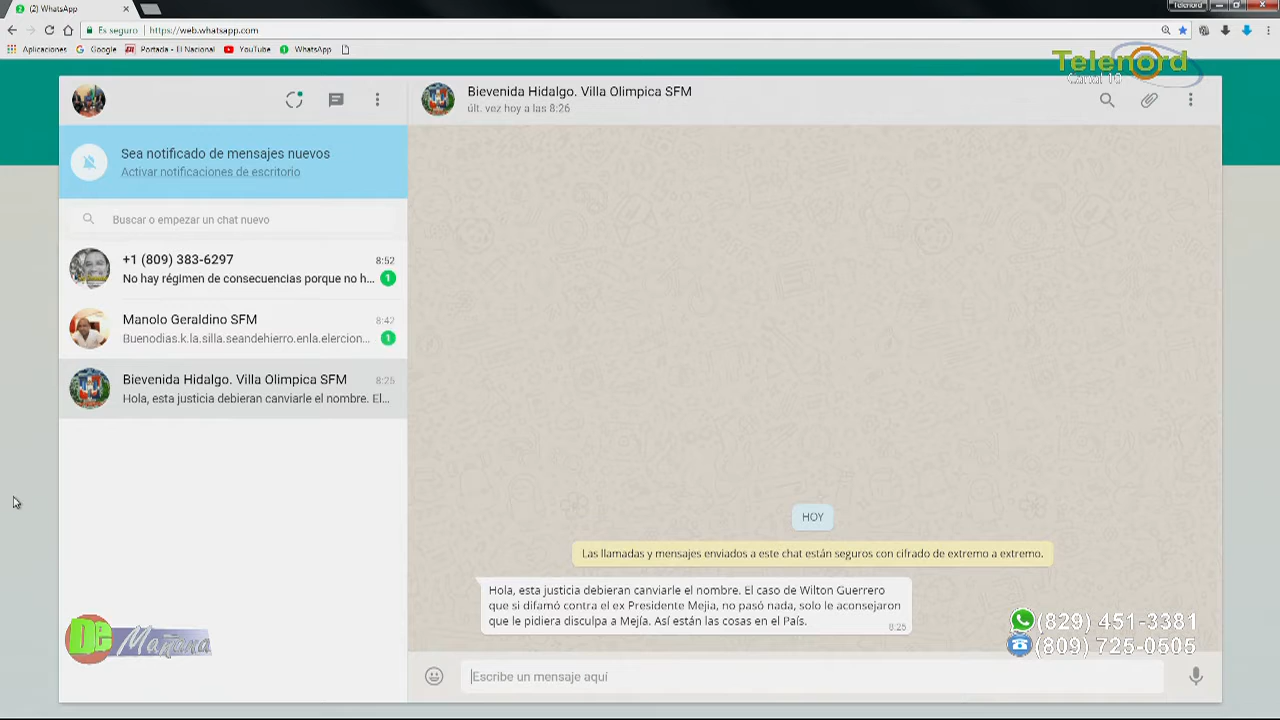 (2) WhatsApp
Telenord
Es seguro
https://web.whatsapp.com
Aplicaciones
Google
Portada - El Nacional
YouTube
WhatsApp
Telenord
Canal 10
Bievenida Hidalgo. Villa Olimpica SFM
últ. vez hoy a las 8:26
Sea notificado de mensajes nuevos
Activar notificaciones de escritorio
Buscar o empezar un chat nuevo
+1 (809) 383-6297
8:52
No hay régimen de consecuencias porque no h...
1
Manolo Geraldino SFM
8:42
Buenodias.k.la.silla.seandehierro.enla.elercion...
1
Bievenida Hidalgo. Villa Olimpica SFM
8:25
Hola, esta justicia debieran canviarle el nombre. El...
HOY
Las llamadas y mensajes enviados a este chat están seguros con cifrado de extremo a extremo.
Hola, esta justicia debieran canviarle el nombre. El caso de Wilton Guerrero
que si difamó contra el ex Presidente Mejia, no pasó nada, solo le aconsejaron
que le pidiera disculpa a Mejía. Así están las cosas en el País.
8:25
De Mañana
(829) 451-3381
(809) 725-0505
Escribe un mensaje aquí